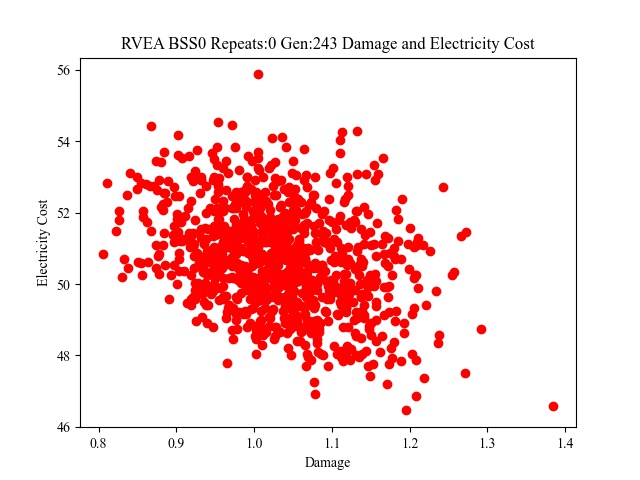 RVEA BSS0 Repeats:0 Gen:243 Damage and Electricity Cost
56
54
52
50
48
46
Electricity Cost
0.8 0.9 1.0 1.1 1.2 1.3 1.4
Damage